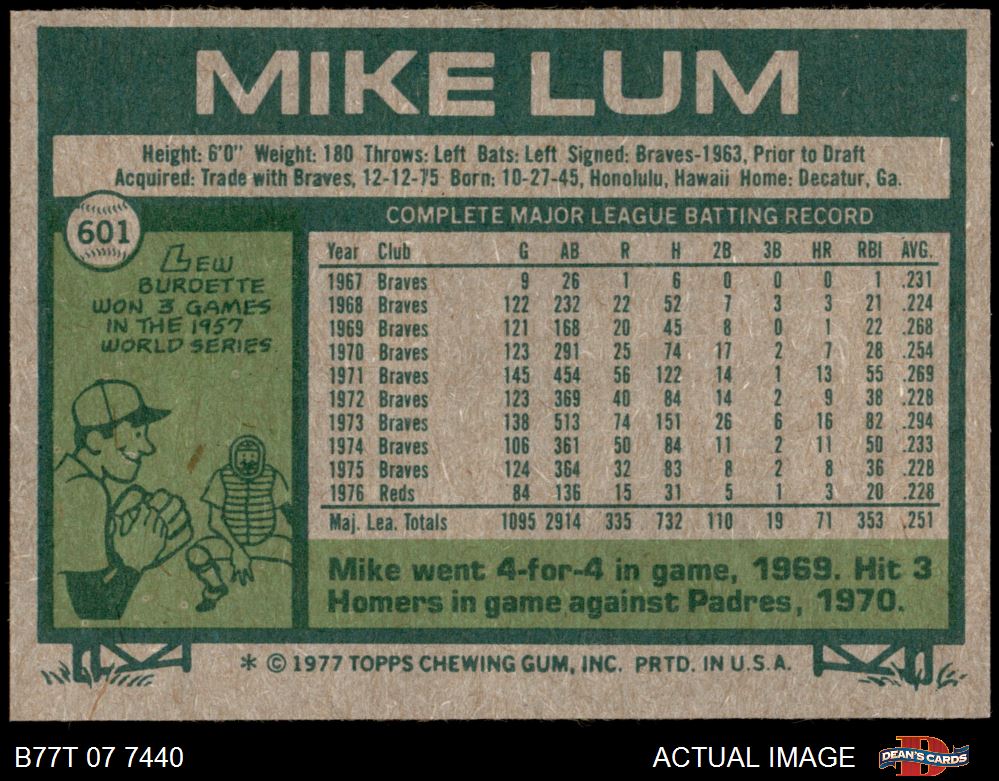 MIKE LUM
Height: 6'0" Weight: 180 Throws: Left Bats: Left Signed: Braves-1963, Prior to Draft
Acquired: Trade with Braves, 12-12-75 Born: 10-27-45, Honolulu, Hawaii Home: Decatur, Ga.
601
LEW
BURDETTE
WON 3 GAMES
IN THE 1957
WORLD SERIES.
COMPLETE MAJOR LEAGUE BATTING RECORD
Year Club G AB R H 2B 3B HR RBI AVG.
1967 Braves 9 26 1 6 0 0 0 1 .231
1968 Braves 122 232 22 52 7 3 3 21 .224
1969 Braves 121 168 20 45 8 0 1 22 .268
1970 Braves 123 291 25 74 17 2 7 28 .254
1971 Braves 145 454 56 122 14 1 13 55 .269
1972 Braves 123 369 40 84 14 2 9 38 .228
1973 Braves 138 513 74 151 26 6 16 82 .294
1974 Braves 106 361 50 84 11 2 11 50 .233
1975 Braves 124 364 32 83 8 2 8 36 .228
1976 Reds 84 136 15 31 5 1 3 20 .228
Maj. Lea. Totals 1095 2914 335 732 110 19 71 353 .251
Mike went 4-for-4 in game, 1969. Hit 3
Homers in game against Padres, 1970.
* © 1977 TOPPS CHEWING GUM, INC. PRTD. IN U.S.A.
B77T 07 7440 ACTUAL IMAGE DEAN'S CARDS